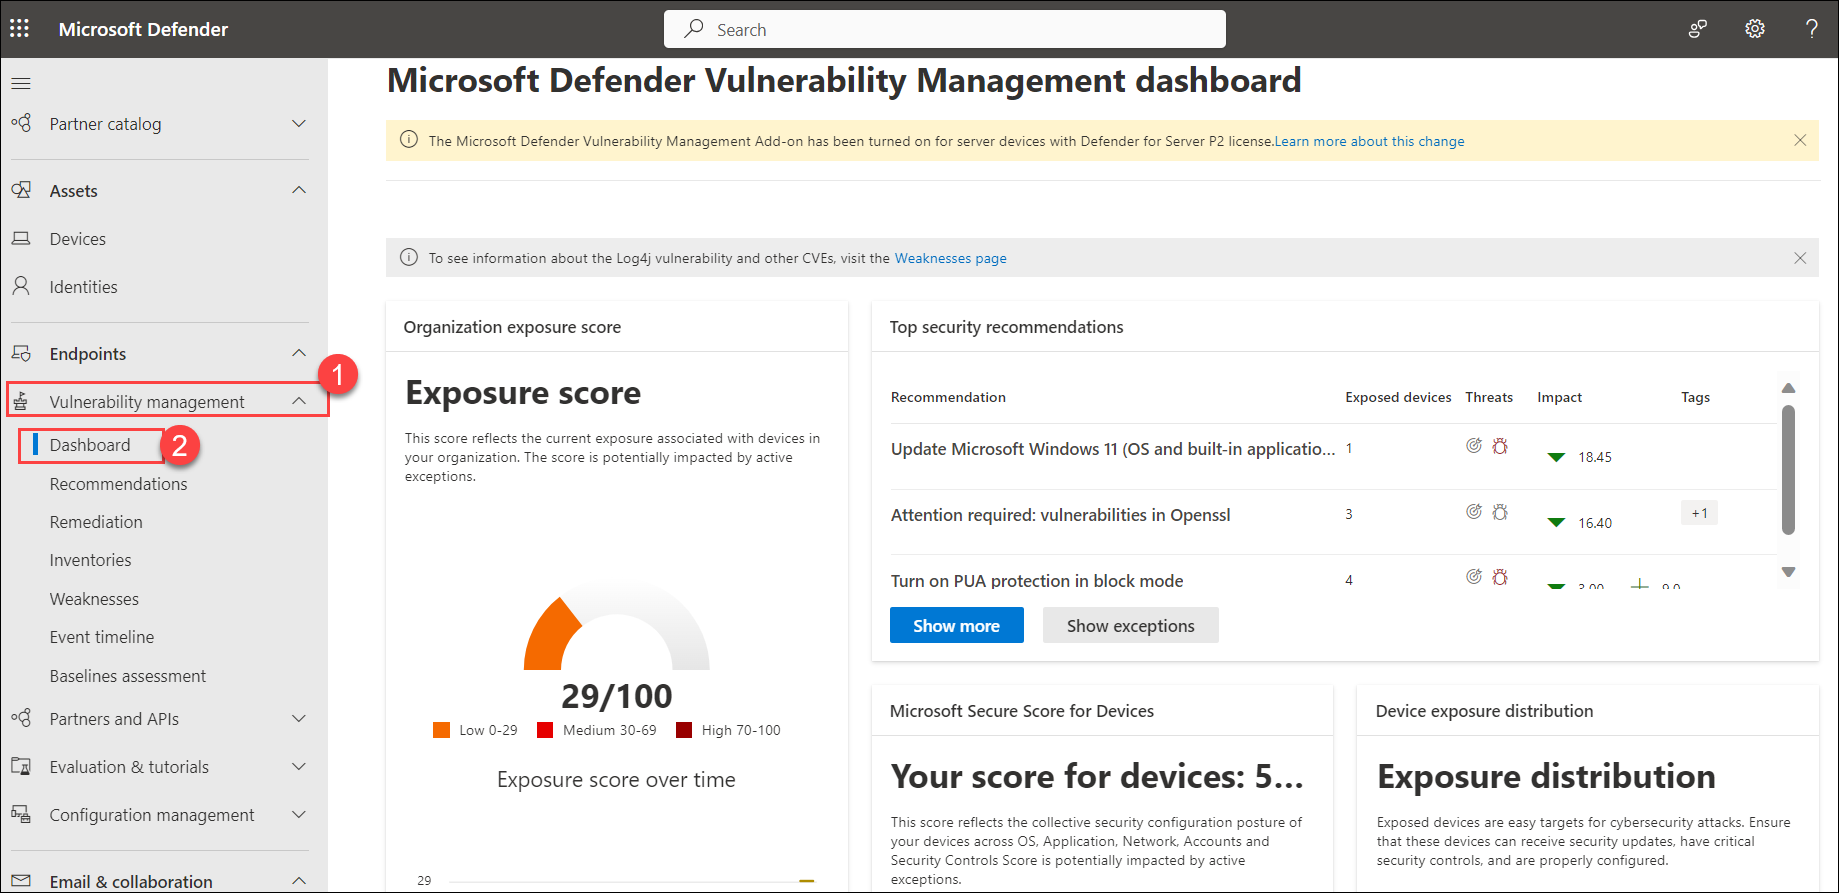 Microsoft Defender
Search
Partner catalog
Assets
Devices
Identities
Endpoints
1
Vulnerability management
Dashboard
2
Recommendations
Remediation
Inventories
Weaknesses
Event timeline
Baselines assessment
Partners and APIs
Evaluation & tutorials
Configuration management
Email & collaboration
Microsoft Defender Vulnerability Management dashboard
The Microsoft Defender Vulnerability Management Add-on has been turned on for server devices with Defender for Server P2 license.Learn more about this change
To see information about the Log4j vulnerability and other CVEs, visit the Weaknesses page
Organization exposure score
Exposure score
This score reflects the current exposure associated with devices in
your organization. The score is potentially impacted by active
exceptions.
29/100
Low 0-29 Medium 30-69 High 70-100
Exposure score over time
29
Top security recommendations
Recommendation Exposed devices Threats Impact Tags
Update Microsoft Windows 11 (OS and built-in applicatio... 1 18.45
Attention required: vulnerabilities in Openssl 3 16.40 +1
Turn on PUA protection in block mode 4
Show more Show exceptions
Microsoft Secure Score for Devices
Your score for devices: 5...
This score reflects the collective security configuration posture of
your devices across OS, Application, Network, Accounts and
Security Controls Score is potentially impacted by active
exceptions.
Device exposure distribution
Exposure distribution
Exposed devices are easy targets for cybersecurity attacks. Ensure
that these devices can receive security updates, have critical
security controls, and are properly configured.